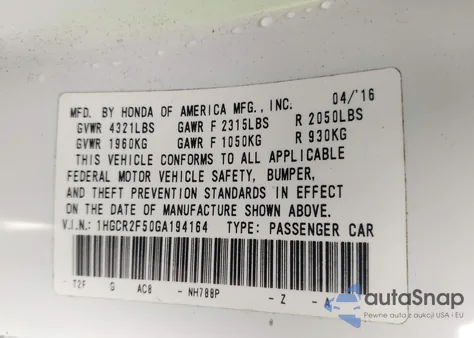 MFD. BY HONDA OF AMERICA MFG., INC. 04/'16
GVWR 4321LBS GAWR F 2315LBS R 2050LBS
GVWR 1960KG GAWR F 1050KG R 930KG
THIS VEHICLE CONFORMS TO ALL APPLICABLE
FEDERAL MOTOR VEHICLE SAFETY, BUMPER,
AND THEFT PREVENTION STANDARDS IN EFFECT
ON THE DATE OF MANUFACTURE SHOWN ABOVE.
V.I.N.: 1HGCR2F50GA194164 TYPE: PASSENGER CAR
- T2F G AC8 - NH788P - Z - A
autaSnap
Pewne auta z aukcji USA i EU